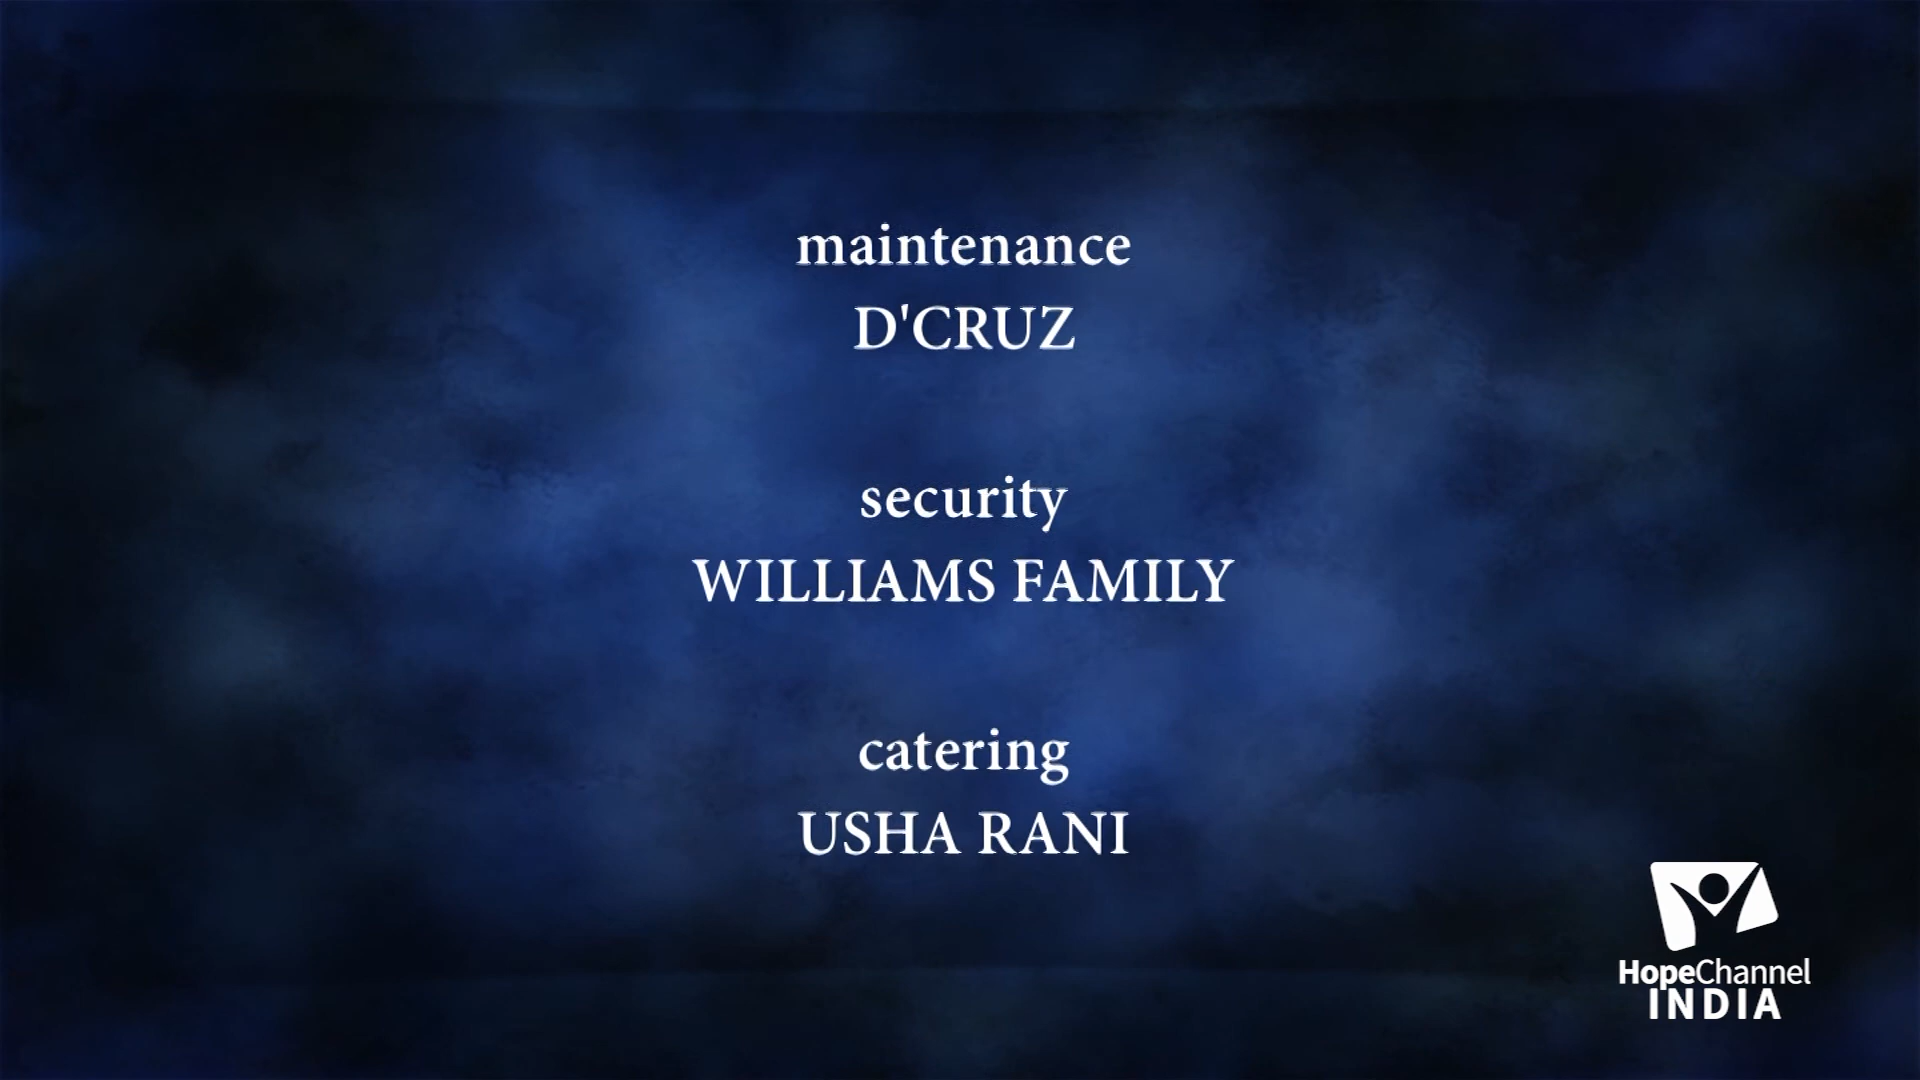 maintenance
D'CRUZ
security
WILLIAMS FAMILY
catering
USHA RANI
HopeChannel
INDIA